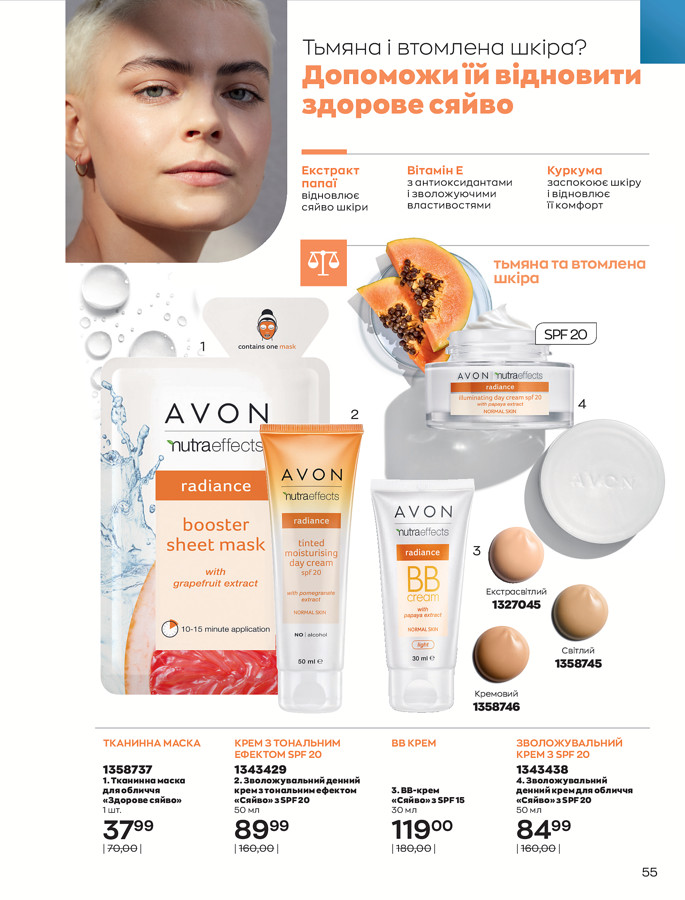 Тьмяна і втомлена шкіра?
Допоможи їй відновити
здорове сяйво
Екстракт
папаї
відновлює
сяйво шкіри
Вітамін Е
з антиоксидантами
і зволожуючими
властивостями
Куркума
заспокоює шкіру
і відновлює
її комфорт
тьмяна та втомлена
шкіра
1
contains one mask
AVON
nutraeffects
radiance
booster
sheet mask
with
grapefruit extract
10-15 minute application
2
AVON
nutraeffects
radiance
tinted
moisturising
day cream
spf 20
with pomegranate
extract
NORMAL SKIN
NO | alcohol
50 ml e
AVON
nutraeffects
radiance
BB
cream
with
papaya extract
NORMAL SKIN
light
30 ml e
SPF 20
AVON | nutraeffects
radiance
illuminating day cream spf 20
with papaya extract
NORMAL SKIN
4
AVON
3
Екстрасвітлий
1327045
Світлий
1358745
Кремовий
1358746
ТКАНИННА МАСКА
1358737
1. Тканинна маска
для обличчя
«Здорове сяйво»
1 шт.
37 99
| 70,00 |
КРЕМ З ТОНАЛЬНИМ
ЕФЕКТОМ SPF 20
1343429
2. Зволожувальний денний
крем з тональним ефектом
«Сяйво» з SPF 20
50 мл
89 99
| 160,00 |
BB КРЕМ
3. BB-крем
«Сяйво» з SPF 15
30 мл
119 00
| 180,00 |
ЗВОЛОЖУВАЛЬНИЙ
КРЕМ З SPF 20
1343438
4. Зволожувальний
денний крем для обличчя
«Сяйво» з SPF 20
50 мл
84 99
| 160,00 |
55